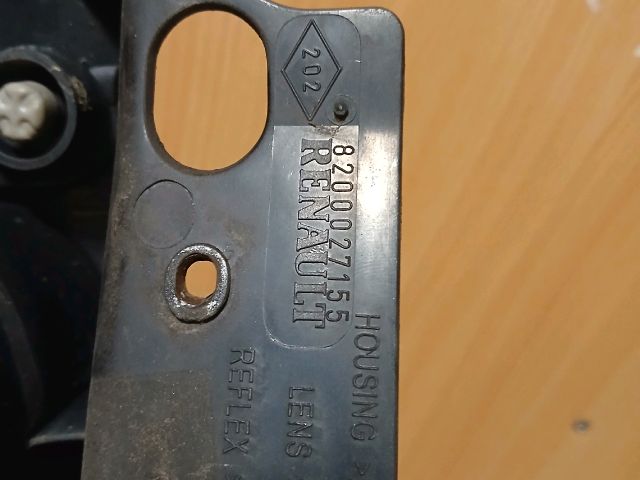 202
8200027155
RENAULT
HOUSING >
LENS
REFLEX